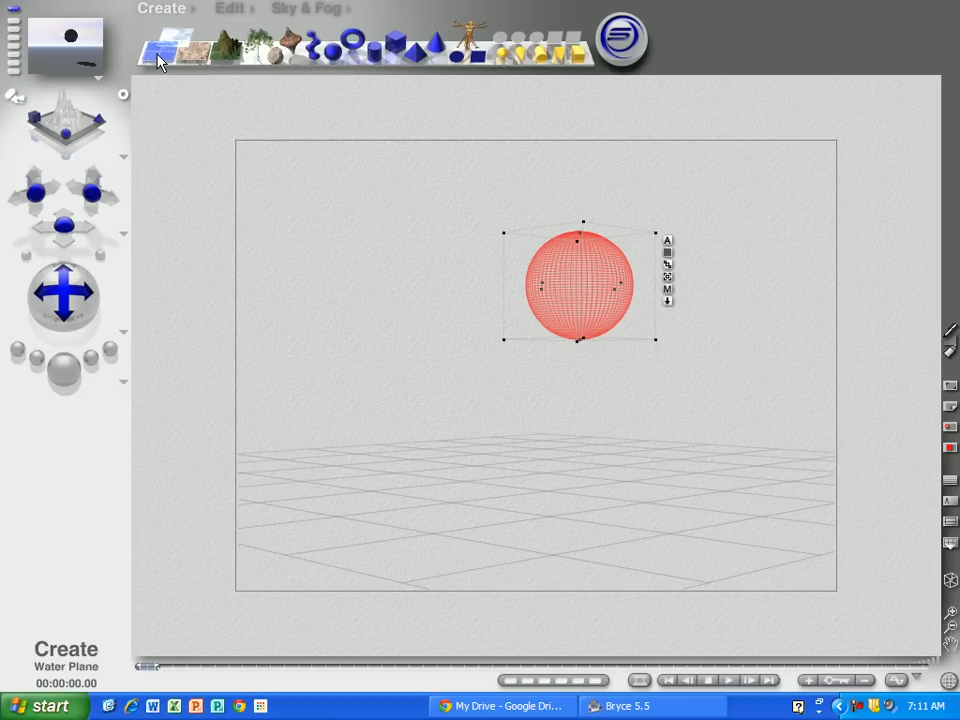 Create
Edit
Sky & Fog
A
M
Create
Water Plane
00:00:00.00
start
My Drive - Google Dri...
Bryce 5.5
7:11 AM